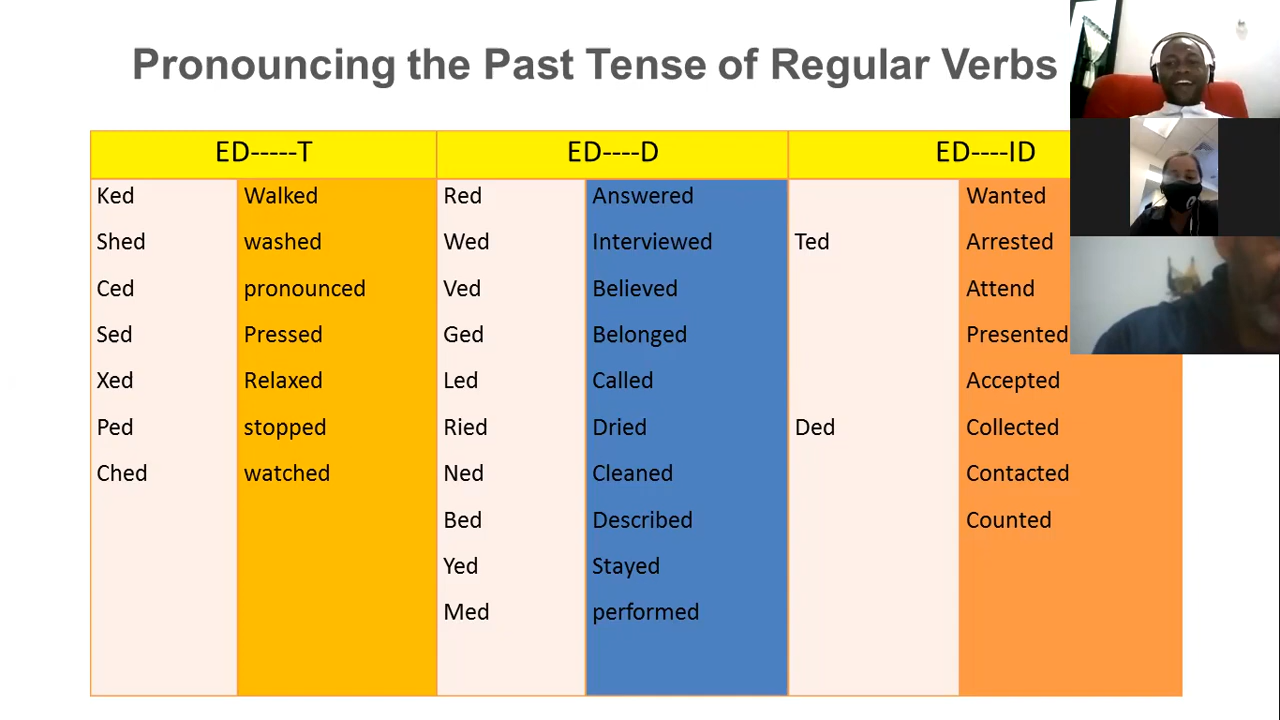 Pronouncing the Past Tense of Regular Verbs
ED-----T ED----D ED----ID
Ked Walked Red Answered Wanted
Shed washed Wed Interviewed Ted Arrested
Ced pronounced Ved Believed Attend
Sed Pressed Ged Belonged Presented
Xed Relaxed Led Called Accepted
Ped stopped Ried Dried Ded Collected
Ched watched Ned Cleaned Contacted
Bed Described Counted
Yed Stayed
Med performed